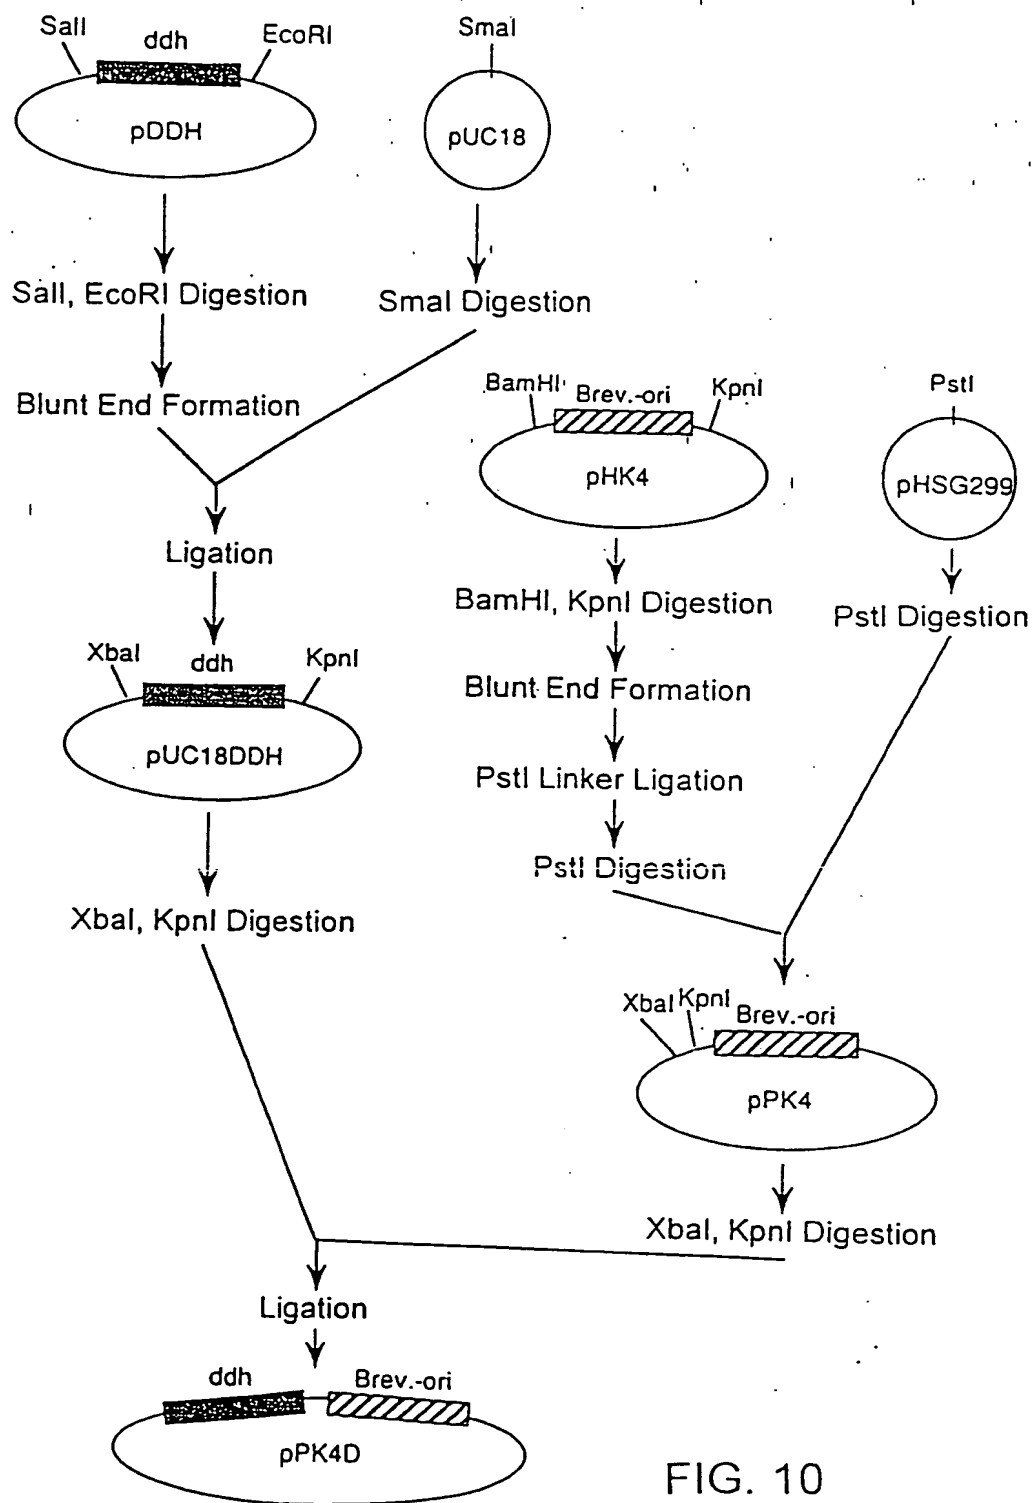 SalI
ddh
EcoRI
SmaI
pDDH
pUC18
SalI, EcoRI Digestion
SmaI Digestion
Blunt End Formation
BamHI
Brev.-ori
KpnI
PstI
pHK4
pHSG299
Ligation
BamHI, KpnI Digestion
PstI Digestion
XbaI
ddh
KpnI
Blunt End Formation
pUC18DDH
PstI Linker Ligation
PstI Digestion
XbaI, KpnI Digestion
XbaI
KpnI
Brev.-ori
pPK4
XbaI, KpnI Digestion
Ligation
ddh
Brev.-ori
pPK4D
FIG. 10